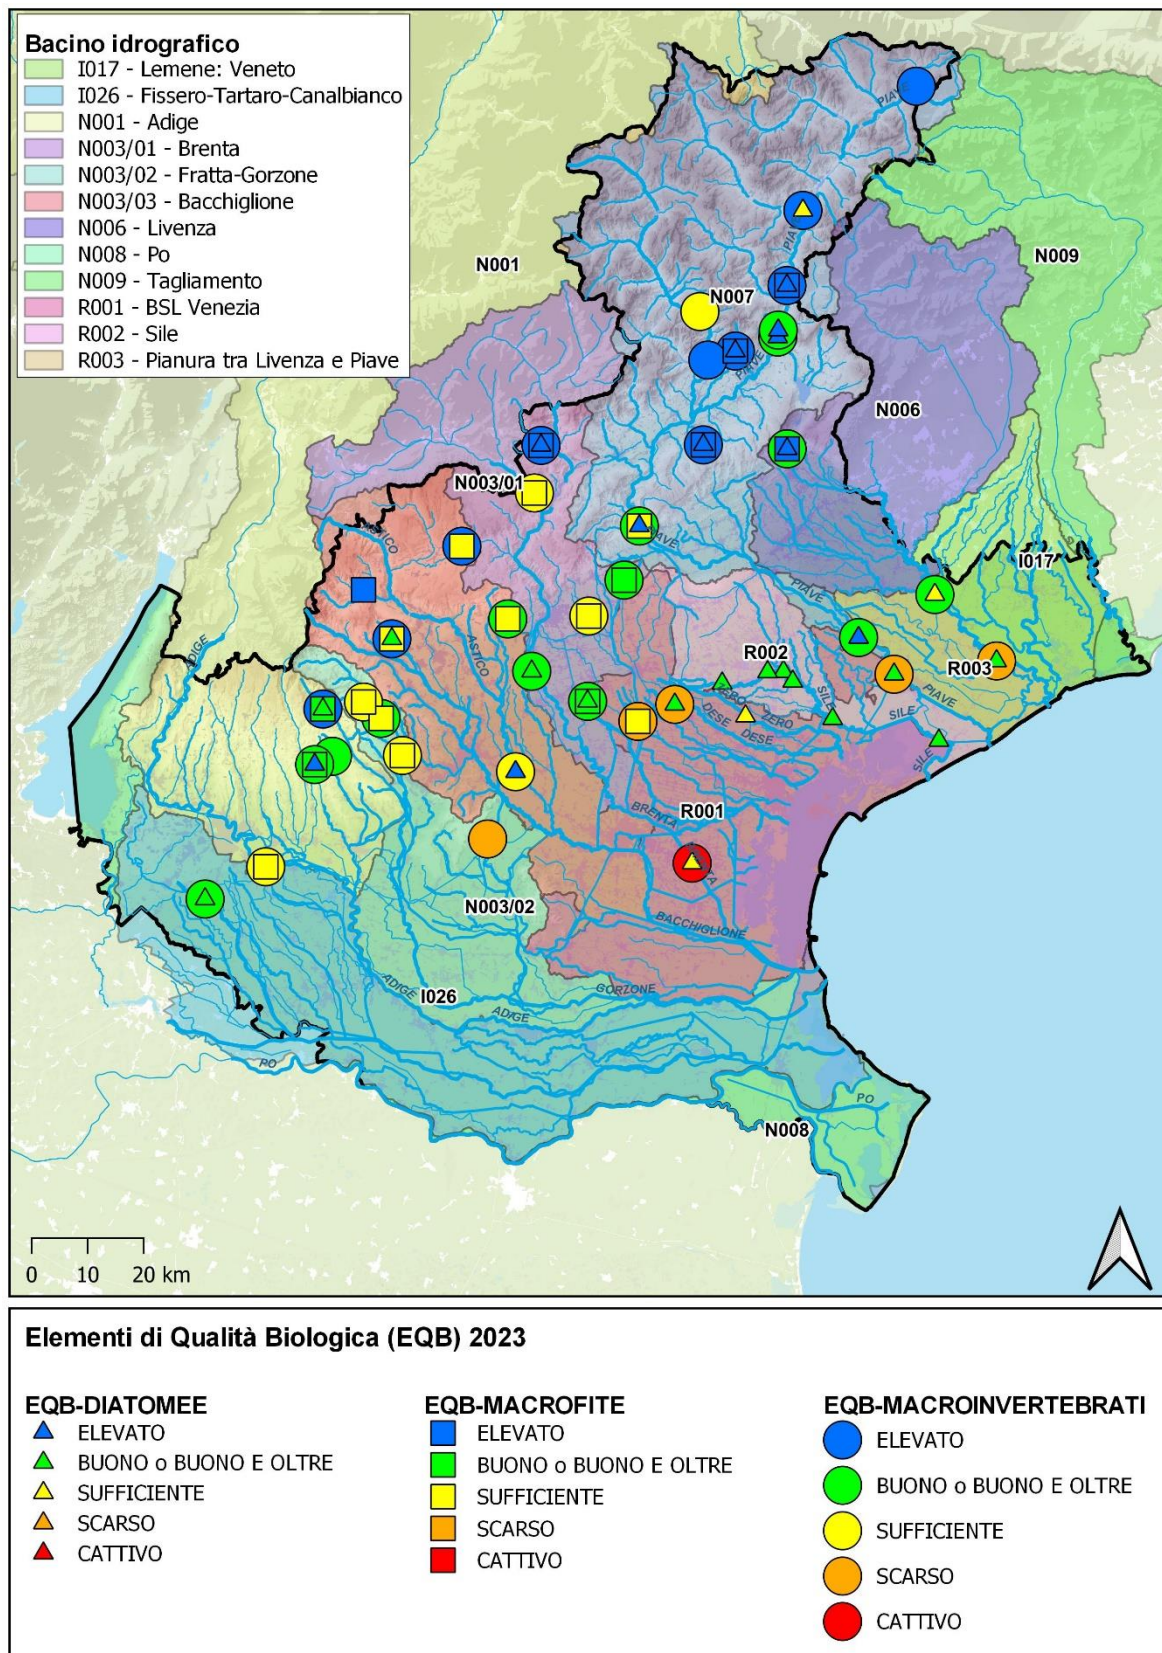 Bacino idrografico
I017 - Lemene: Veneto
I026 - Fissero-Tartaro-Canalbianco
N001 - Adige
N003/01 - Brenta
N003/02 - Fratta-Gorzone
N003/03 - Bacchiglione
N006 - Livenza
N008 - Po
N009 - Tagliamento
R001 - BSL Venezia
R002 - Sile
R003 - Pianura tra Livenza e Piave
PIAVE
N009
N001
N007
PIAVE
N006
N003/01
ASTICO
PIAVE
I017
PIAVE
ADIGE
ASTICO
R002
R003
ZERO
ZERO
SILE
PIAVE
DESE
DESE
SILE
SILE
BRENTA
R001
N003/02
BACCHIGLIONE
ADIGE
I026
GORZONE
ADIGE
PO
PO
N008
0 10 20 km
Elementi di Qualità Biologica (EQB) 2023
EQB-DIATOMEE
ELEVATO
BUONO o BUONO E OLTRE
SUFFICIENTE
SCARSO
CATTIVO
EQB-MACROFITE
ELEVATO
BUONO o BUONO E OLTRE
SUFFICIENTE
SCARSO
CATTIVO
EQB-MACROINVERTEBRATI
ELEVATO
BUONO o BUONO E OLTRE
SUFFICIENTE
SCARSO
CATTIVO